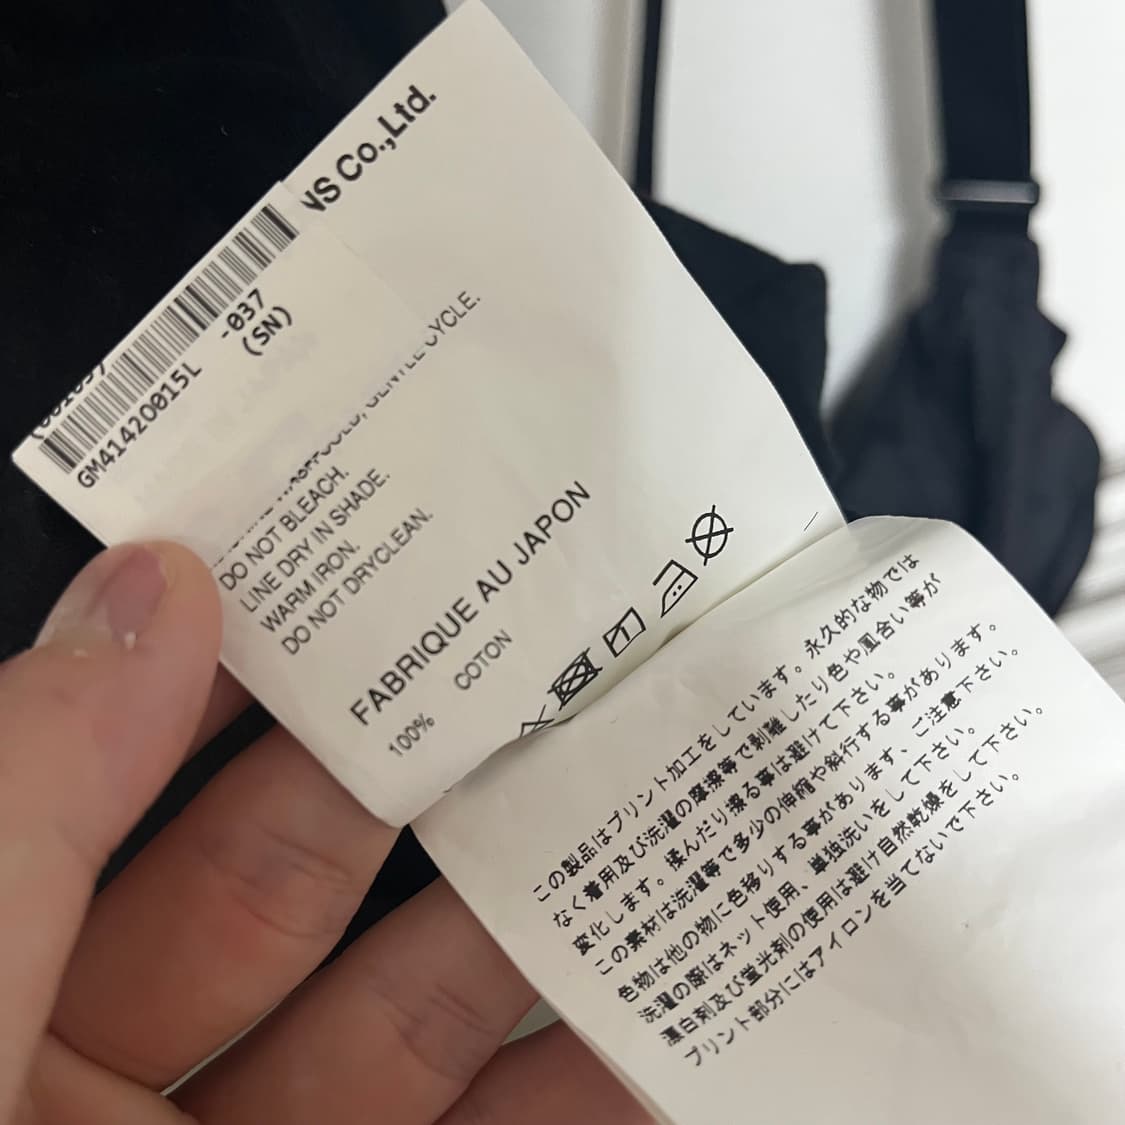 Co.,Ltd.
-037
(SN)
GM4142O015L
CYCLE.
DO NOT BLEACH.
LINE DRY IN SHADE.
WARM IRON.
DO NOT DRYCLEAN.
FABRIQUE AU JAPON
100% COTON
この製品はプリント加工をしています。永久的な物では
なく着用及び洗濯の摩擦等で剥離したり色や風合い等が
変化します。揉んだり擦る事は避けて下さい。
この素材は洗濯等で多少の伸縮や斜行する事があります。
色物は他の物に色移りする事があります、ご注意下さい。
洗濯の際はネット使用、単独洗いをして下さい。
漂白剤及び蛍光剤の使用は避け自然乾燥をして下さい。
プリント部分にはアイロンを当てないで下さい。